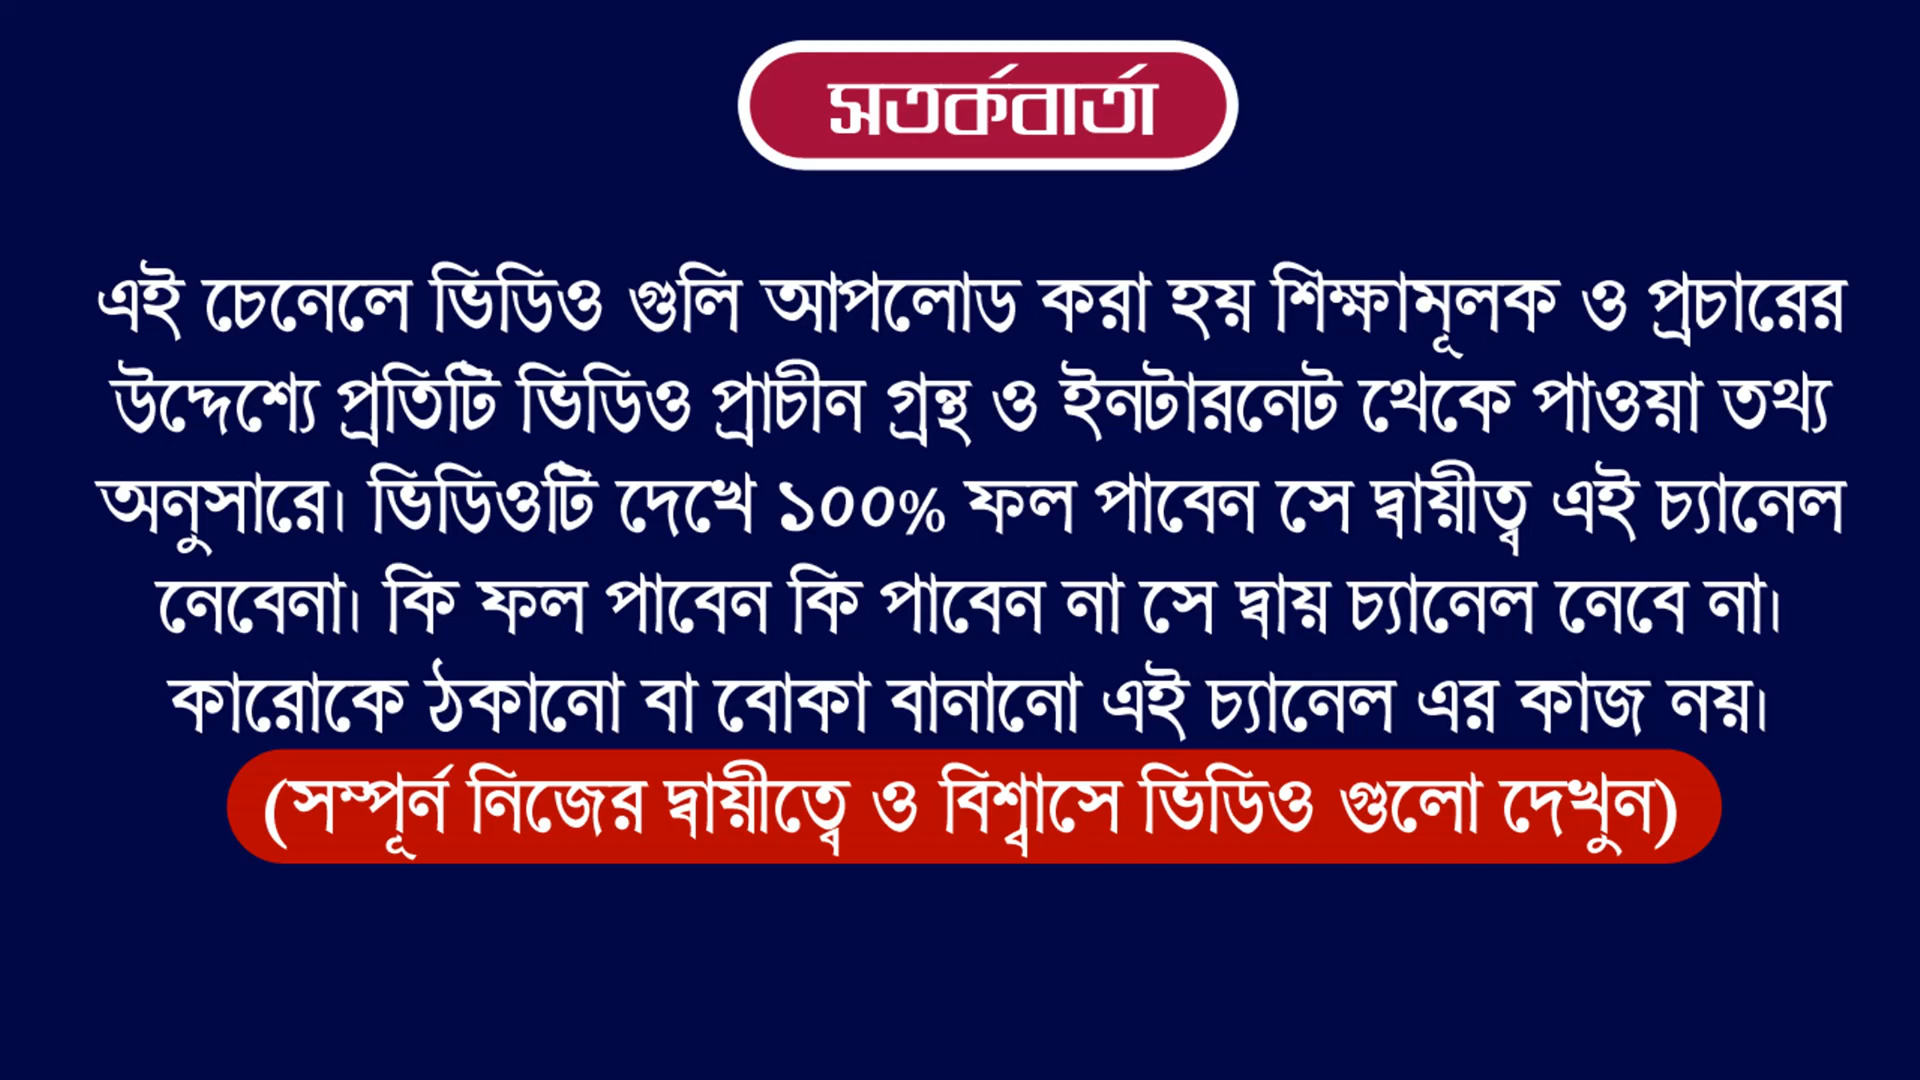 সতর্কবার্তা
এই চেনেলে ভিডিও গুলি আপলোড করা হয় শিক্ষামূলক ও প্রচারের
উদ্দেশ্যে প্রতিটি ভিডিও প্রাচীন গ্রন্থ ও ইনটারনেট থেকে পাওয়া তথ্য
অনুসারে। ভিডিওটি দেখে ১০০% ফল পাবেন সে দ্বায়ীত্ব এই চ্যানেল
নেবেনা। কি ফল পাবেন কি পাবেন না সে দ্বায় চ্যানেল নেবে না।
কারোকে ঠকানো বা বোকা বানানো এই চ্যানেল এর কাজ নয়।
(সম্পূর্ন নিজের দ্বায়ীত্বে ও বিশ্বাসে ভিডিও গুলো দেখুন)